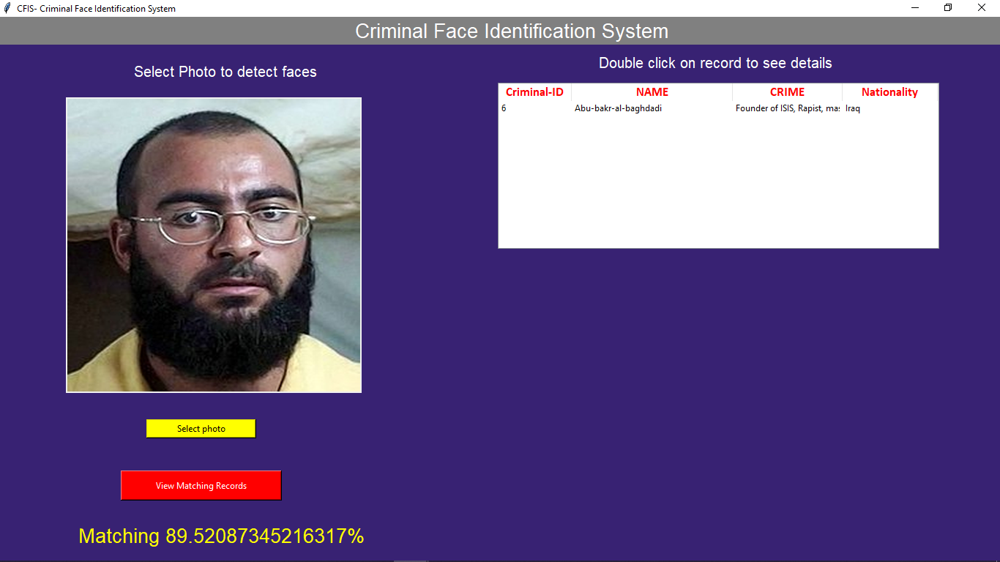 CFIS- Criminal Face Identification System
Criminal Face Identification System
Select Photo to detect faces
Double click on record to see details
Criminal-ID NAME CRIME Nationality
6 Abu-bakr-al-baghdadi Founder of ISIS, Rapist, mas Iraq
Select photo
View Matching Records
Matching 89.52087345216317%